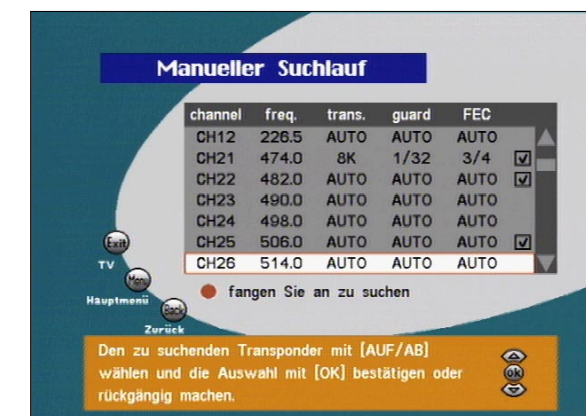 Manueller Suchlauf
channel freq. trans. guard FEC
CH12 226.5 AUTO AUTO AUTO
CH21 474.0 8K 1/32 3/4
CH22 482.0 AUTO AUTO AUTO
CH23 490.0 AUTO AUTO AUTO
CH24 498.0 AUTO AUTO AUTO
CH25 506.0 AUTO AUTO AUTO
CH26 514.0 AUTO AUTO AUTO
Exit
TV
Menu
Hauptmenü
Back
Zurück
fangen Sie an zu suchen
Den zu suchenden Transponder mit [AUF/AB]
wählen und die Auswahl mit [OK] bestätigen oder
rückgängig machen.
ok